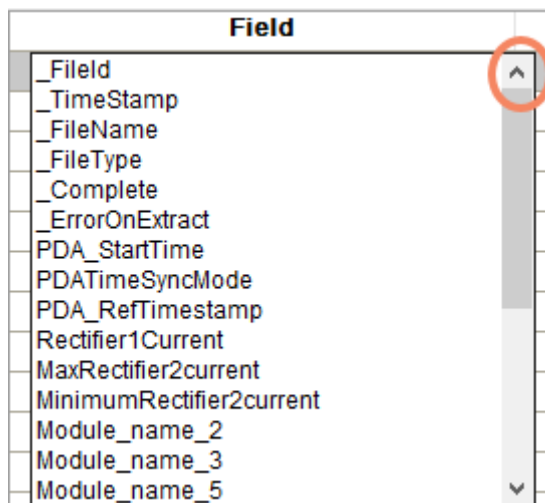 Field
_FileId
_TimeStamp
_FileName
_FileType
_Complete
_ErrorOnExtract
PDA_StartTime
PDATimeSyncMode
PDA_RefTimestamp
Rectifier1Current
MaxRectifier2current
MinimumRectifier2current
Module_name_2
Module_name_3
Module_name_5